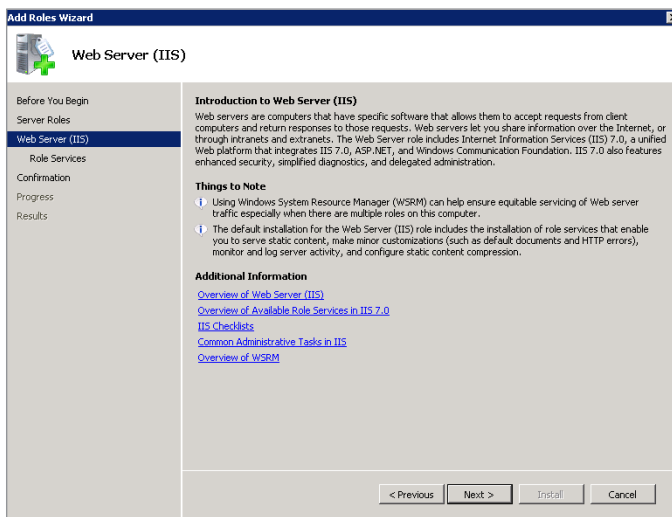 Add Roles Wizard
Web Server (IIS)
Before You Begin
Server Roles
Web Server (IIS)
Role Services
Confirmation
Progress
Results
Introduction to Web Server (IIS)
Web servers are computers that have specific software that allows them to accept requests from client
computers and return responses to those requests. Web servers let you share information over the Internet, or
through intranets and extranets. The Web Server role includes Internet Information Services (IIS) 7.0, a unified
Web platform that integrates IIS 7.0, ASP.NET, and Windows Communication Foundation. IIS 7.0 also features
enhanced security, simplified diagnostics, and delegated administration.
Things to Note
Using Windows System Resource Manager (WSRM) can help ensure equitable servicing of Web server
traffic especially when there are multiple roles on this computer.
The default installation for the Web Server (IIS) role includes the installation of role services that enable
you to serve static content, make minor customizations (such as default documents and HTTP errors),
monitor and log server activity, and configure static content compression.
Additional Information
Overview of Web Server (IIS)
Overview of Available Role Services in IIS 7.0
IIS Checklists
Common Administrative Tasks in IIS
Overview of WSRM
< Previous Next > Install Cancel